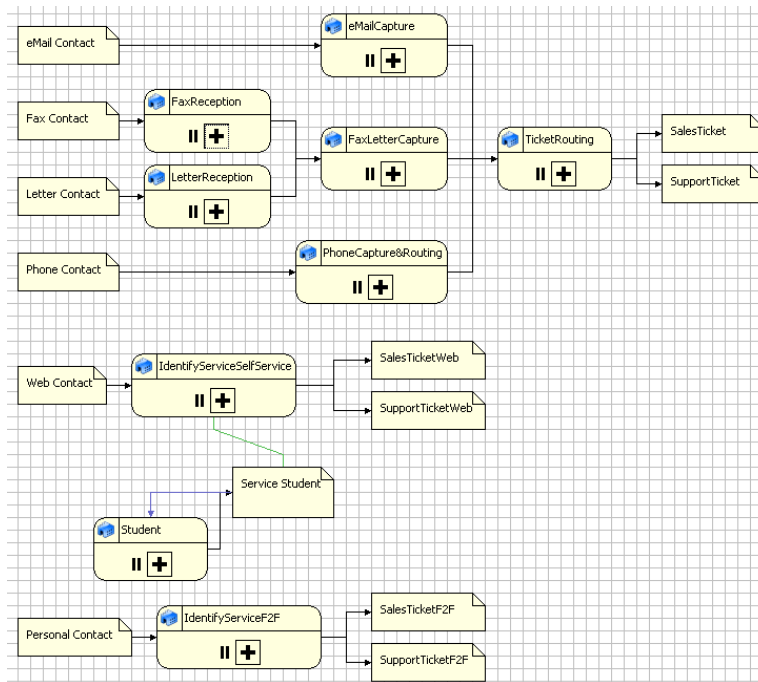 eMailCapture
eMail Contact
FaxReception
Fax Contact
FaxLetterCapture
TicketRouting
SalesTicket
LetterReception
SupportTicket
Letter Contact
PhoneCapture&Routing
Phone Contact
IdentifyServiceSelfService
SalesTicketWeb
Web Contact
SupportTicketWeb
Service Student
Student
IdentifyServiceF2F
SalesTicketF2F
Personal Contact
SupportTicketF2F